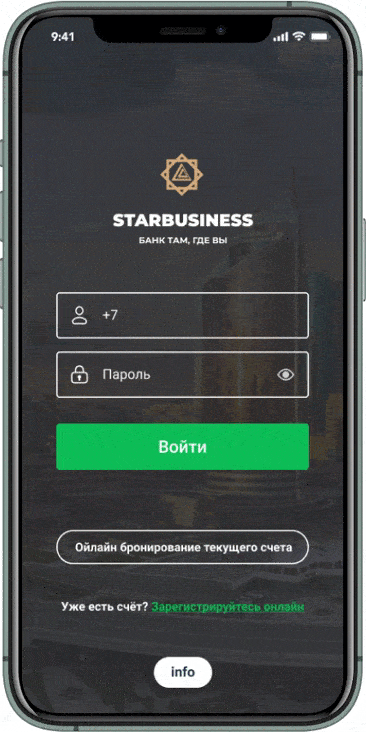 9:41
STARBUSINESS
БАНК ТАМ, ГДЕ ВЫ
+7
Пароль
Войти
Ойлайн бронирование текущего счета
Уже есть счёт? Зарегистрируйтесь онлайн
info